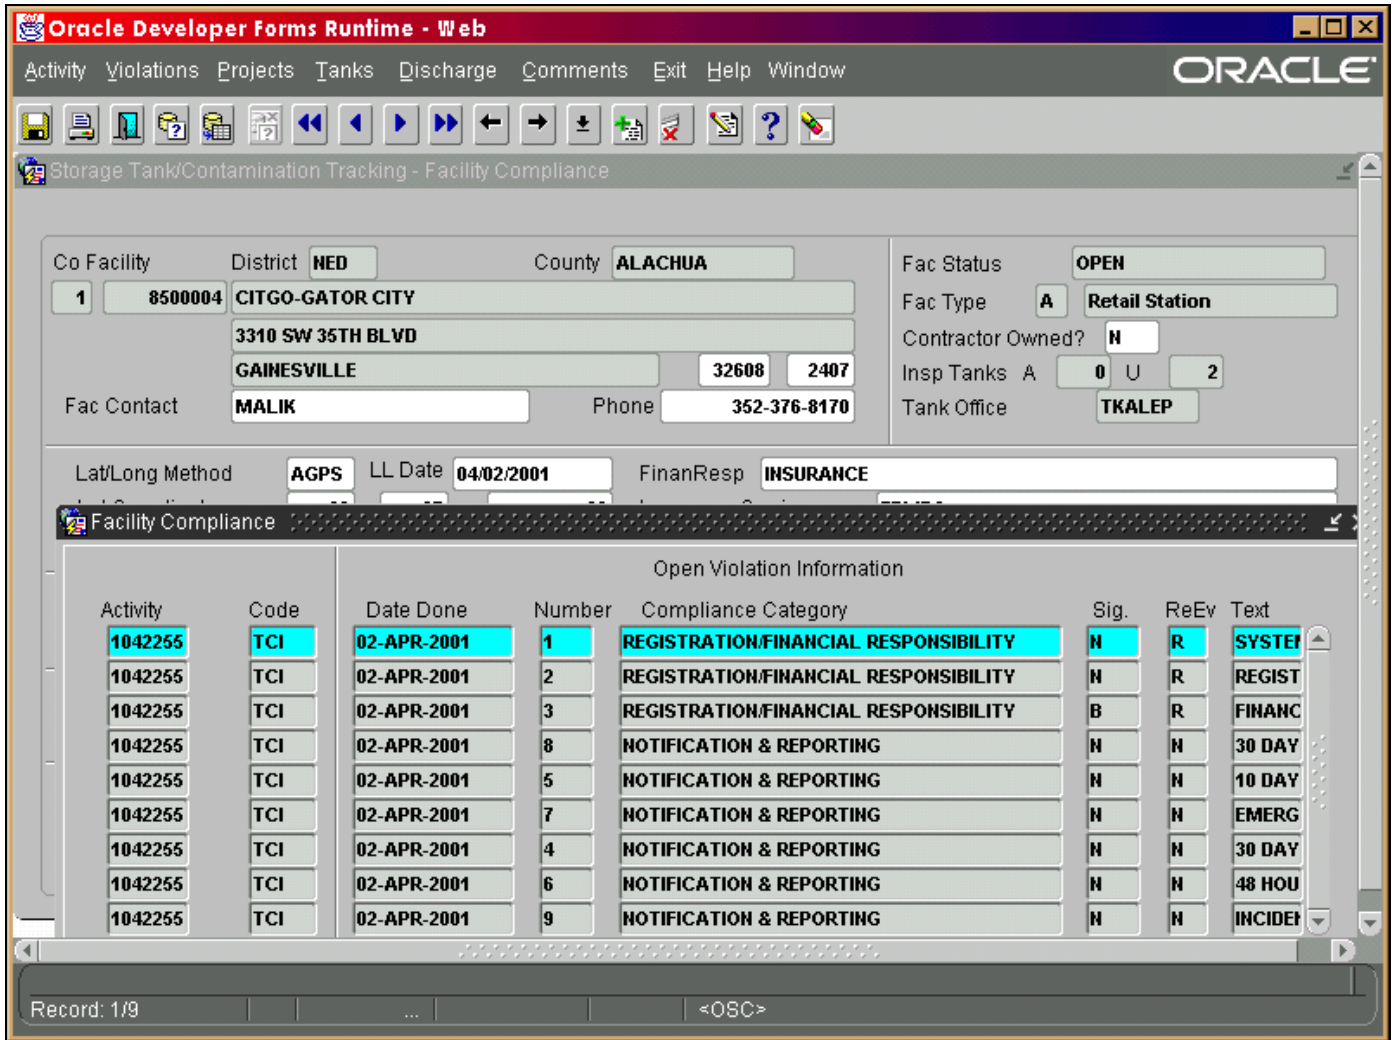 Oracle Developer Forms Runtime - Web
Activity Violations Projects Tanks Discharge Comments Exit Help Window ORACLE
Storage Tank/Contamination Tracking - Facility Compliance
Co Facility District NED County ALACHUA Fac Status OPEN
1 8500004 CITGO-GATOR CITY Fac Type A Retail Station
3310 SW 35TH BLVD Contractor Owned? N
GAINESVILLE 32608 2407 Insp Tanks A 0 U 2
Fac Contact MALIK Phone 352-376-8170 Tank Office TKALEP
Lat/Long Method AGPS LL Date 04/02/2001 FinanResp INSURANCE
Facility Compliance
Open Violation Information
Activity Code Date Done Number Compliance Category Sig. ReEv Text
1042255 TCI 02-APR-2001 1 REGISTRATION/FINANCIAL RESPONSIBILITY N R SYSTEM
1042255 TCI 02-APR-2001 2 REGISTRATION/FINANCIAL RESPONSIBILITY N R REGIST
1042255 TCI 02-APR-2001 3 REGISTRATION/FINANCIAL RESPONSIBILITY B R FINANC
1042255 TCI 02-APR-2001 8 NOTIFICATION & REPORTING N N 30 DAY
1042255 TCI 02-APR-2001 5 NOTIFICATION & REPORTING N N 10 DAY
1042255 TCI 02-APR-2001 7 NOTIFICATION & REPORTING N N EMERG
1042255 TCI 02-APR-2001 4 NOTIFICATION & REPORTING N N 30 DAY
1042255 TCI 02-APR-2001 6 NOTIFICATION & REPORTING N N 48 HOU
1042255 TCI 02-APR-2001 9 NOTIFICATION & REPORTING N N INCIDEN
Record: 1/9 ... <OSC>